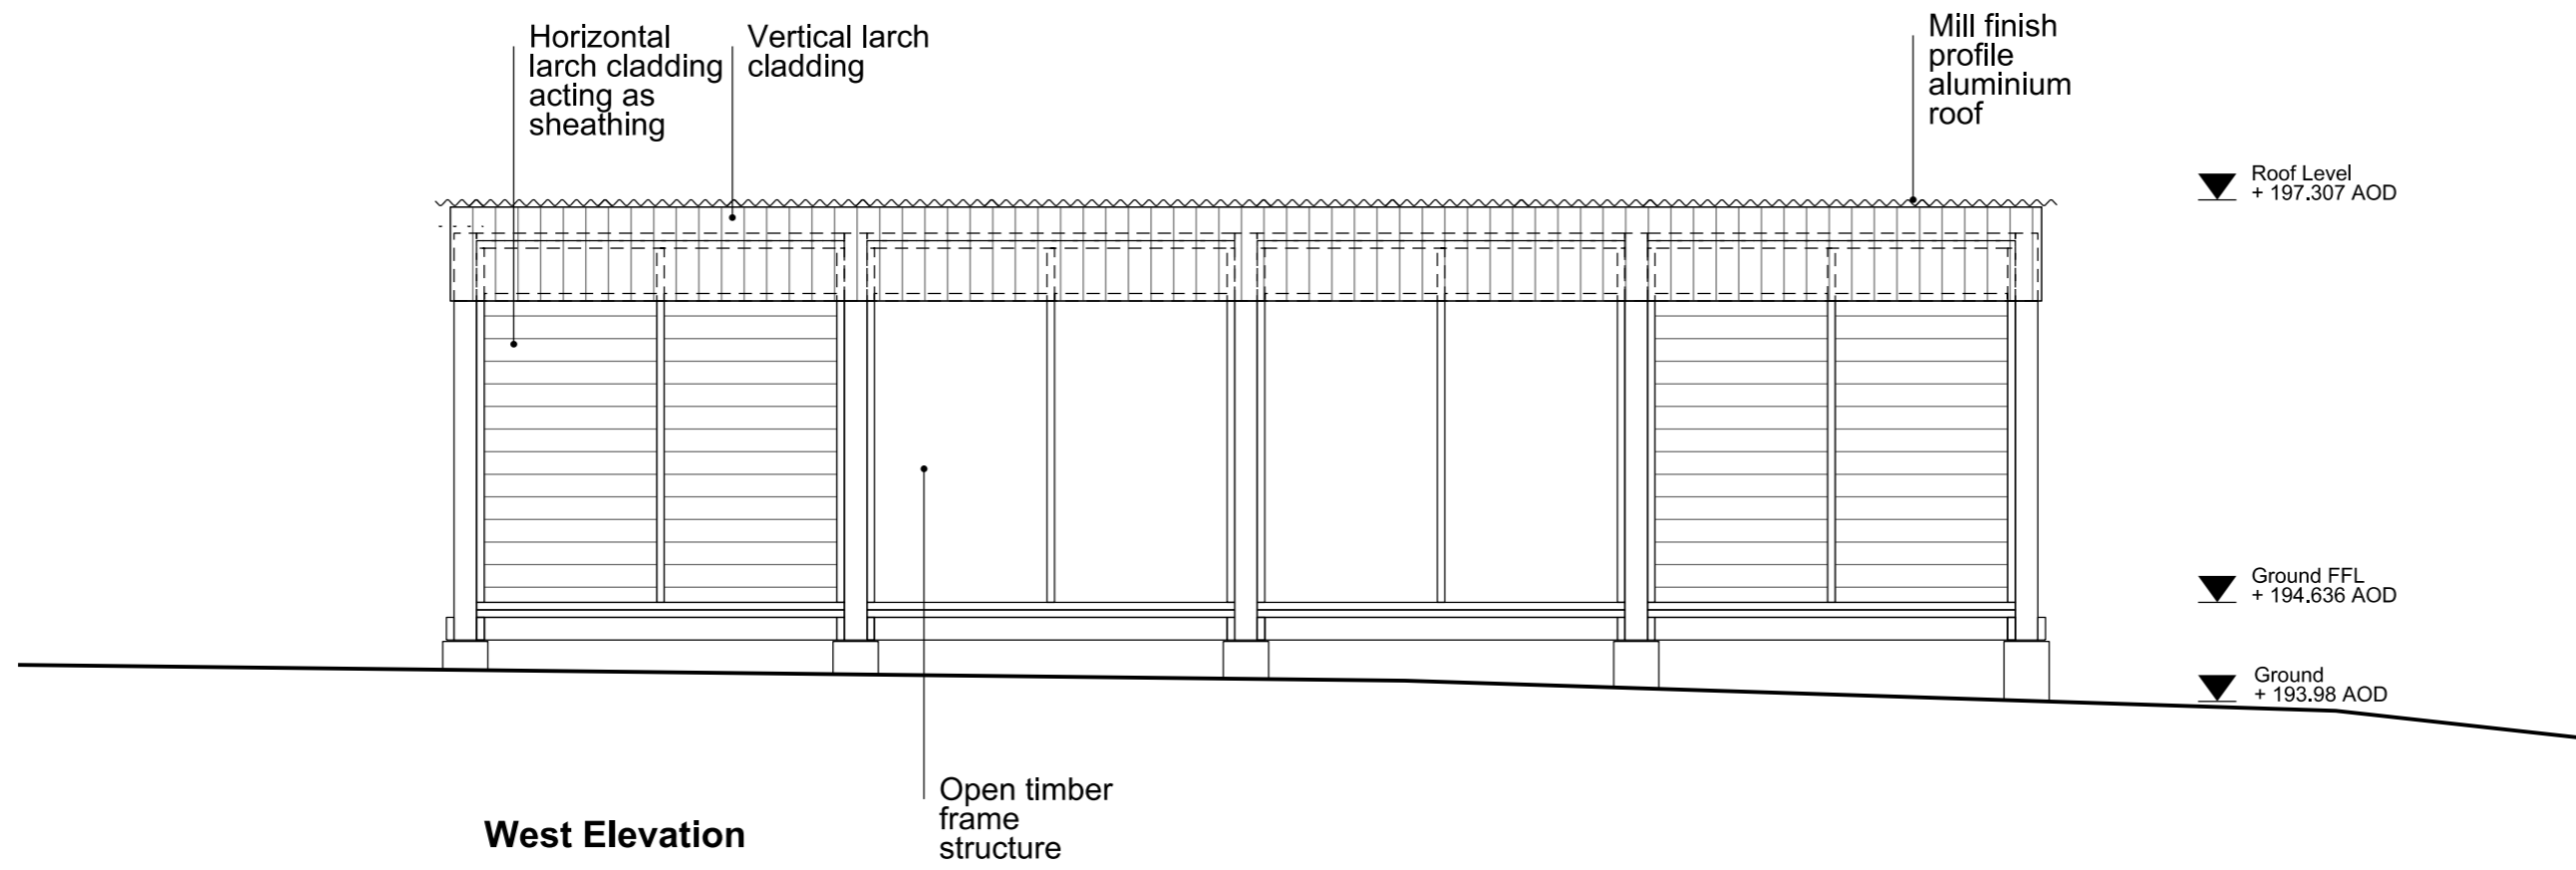 Horizontal
larch cladding
acting as
sheathing
Vertical larch
cladding
Mill finish
profile
aluminium
roof
Roof Level
+ 197.307 AOD
Ground FFL
+ 194.636 AOD
Ground
+ 193.98 AOD
Open timber
frame
structure
West Elevation